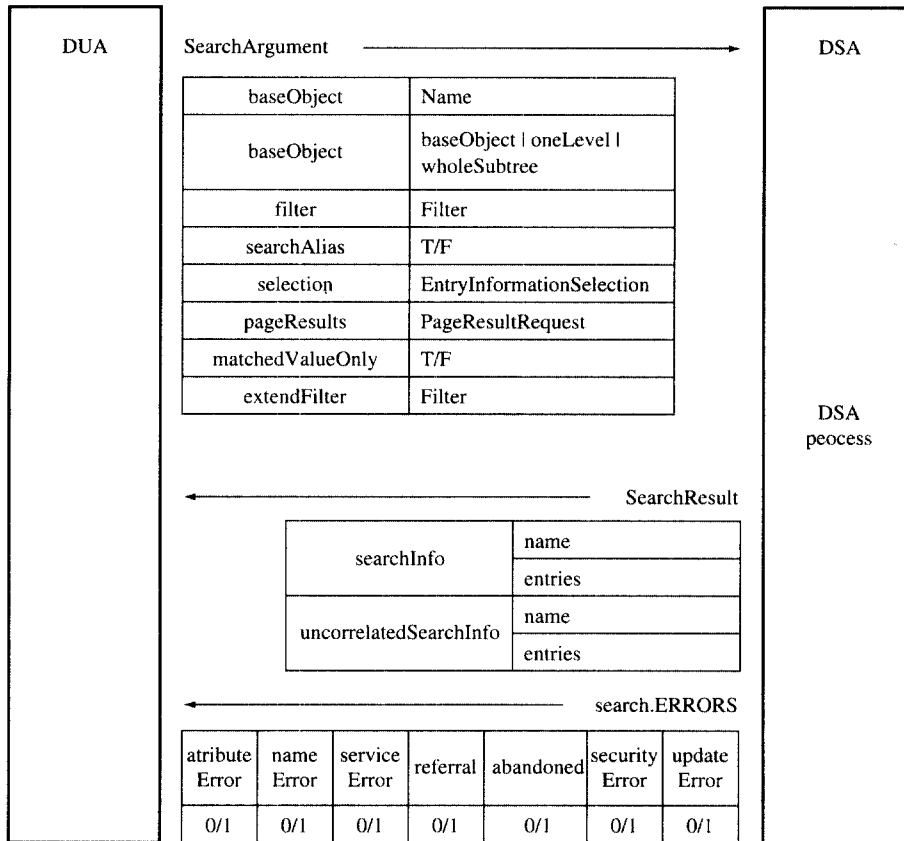 DUA
SearchArgument
DSA
baseObject Name
baseObject baseObject | oneLevel |
wholeSubtree
filter Filter
searchAlias T/F
selection EntryInformationSelection
pageResults PageResultRequest
matchedValueOnly T/F
extendFilter Filter
DSA
peocess
SearchResult
searchInfo name
entries
uncorrelatedSearchInfo name
entries
search.ERRORS
atribute Error name Error service Error referral abandoned security Error update Error
0/1 0/1 0/1 0/1 0/1 0/1 0/1